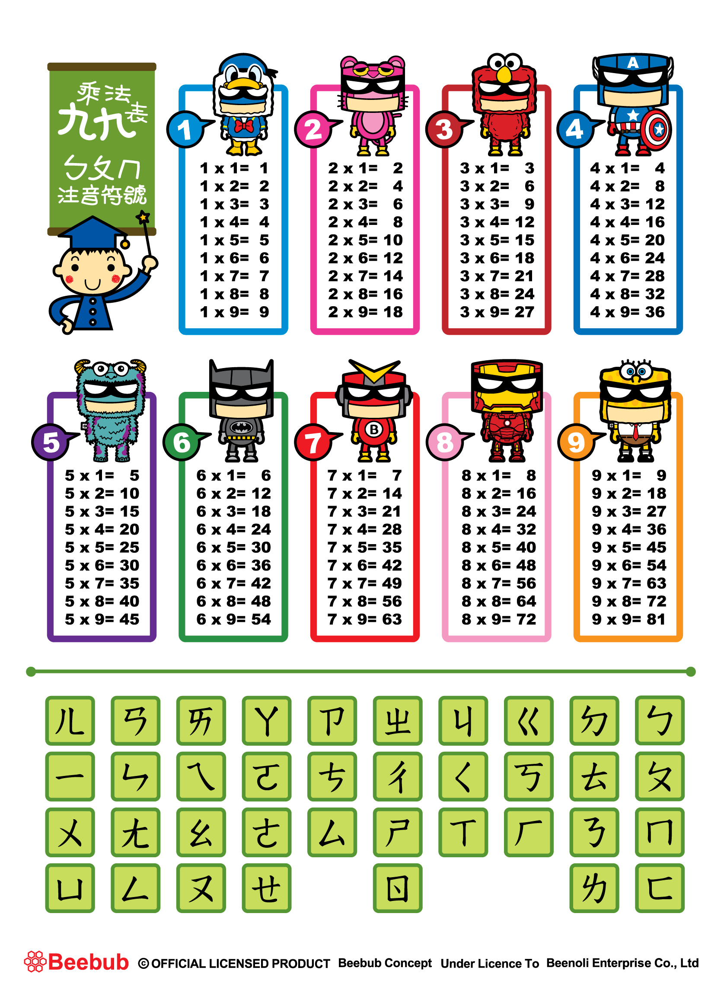 乘法
九九表
ㄅㄆㄇ
注音符號
A
1
1 x 1= 1
1 x 2= 2
1 x 3= 3
1 x 4= 4
1 x 5= 5
1 x 6= 6
1 x 7= 7
1 x 8= 8
1 x 9= 9
2
2 x 1= 2
2 x 2= 4
2 x 3= 6
2 x 4= 8
2 x 5= 10
2 x 6= 12
2 x 7= 14
2 x 8= 16
2 x 9= 18
3
3 x 1= 3
3 x 2= 6
3 x 3= 9
3 x 4= 12
3 x 5= 15
3 x 6= 18
3 x 7= 21
3 x 8= 24
3 x 9= 27
4
4 x 1= 4
4 x 2= 8
4 x 3= 12
4 x 4= 16
4 x 5= 20
4 x 6= 24
4 x 7= 28
4 x 8= 32
4 x 9= 36
5
5 x 1= 5
5 x 2= 10
5 x 3= 15
5 x 4= 20
5 x 5= 25
5 x 6= 30
5 x 7= 35
5 x 8= 40
5 x 9= 45
6
6 x 1= 6
6 x 2= 12
6 x 3= 18
6 x 4= 24
6 x 5= 30
6 x 6= 36
6 x 7= 42
6 x 8= 48
6 x 9= 54
B
7
7 x 1= 7
7 x 2= 14
7 x 3= 21
7 x 4= 28
7 x 5= 35
7 x 6= 42
7 x 7= 49
7 x 8= 56
7 x 9= 63
8
8 x 1= 8
8 x 2= 16
8 x 3= 24
8 x 4= 32
8 x 5= 40
8 x 6= 48
8 x 7= 56
8 x 8= 64
8 x 9= 72
9
9 x 1= 9
9 x 2= 18
9 x 3= 27
9 x 4= 36
9 x 5= 45
9 x 6= 54
9 x 7= 63
9 x 8= 72
9 x 9= 81
ㄦ ㄢ ㄞ ㄚ ㄗ ㄓ ㄐ ㄍ ㄉ ㄅ
ㄧ ㄣ ㄟ ㄛ ㄘ ㄔ ㄑ ㄎ ㄊ ㄆ
ㄨ ㄤ ㄠ ㄜ ㄙ ㄕ ㄒ ㄏ ㄋ ㄇ
ㄩ ㄥ ㄡ ㄝ ㄖ ㄌ ㄈ
Beebub © OFFICIAL LICENSED PRODUCT Beebub Concept Under Licence To Beenoli Enterprise Co., Ltd